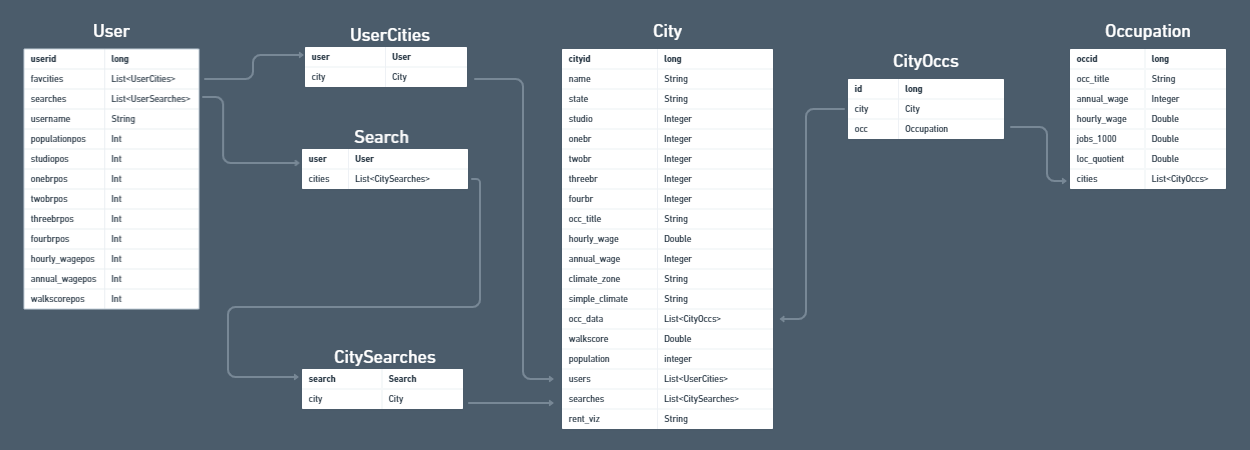 User
userid long
favcities List<UserCities>
searches List<UserSearches>
username String
populationpos Int
studiopos Int
onebrpos Int
twobrpos Int
threebrpos Int
fourbrpos Int
hourly_wagepos Int
annual_wagepos Int
walkscorepos Int
UserCities
user User
city City
Search
user User
cities List<CitySearches>
CitySearches
search Search
city City
City
cityid long
name String
state String
studio Integer
onebr Integer
twobr Integer
threebr Integer
fourbr Integer
occ_title String
hourly_wage Double
annual_wage Integer
climate_zone String
simple_climate String
occ_data List<CityOccs>
walkscore Double
population integer
users List<UserCities>
searches List<CitySearches>
rent_viz String
CityOccs
id long
city City
occ Occupation
Occupation
occid long
occ_title String
annual_wage Integer
hourly_wage Double
jobs_1000 Double
loc_quotient Double
cities List<CityOccs>